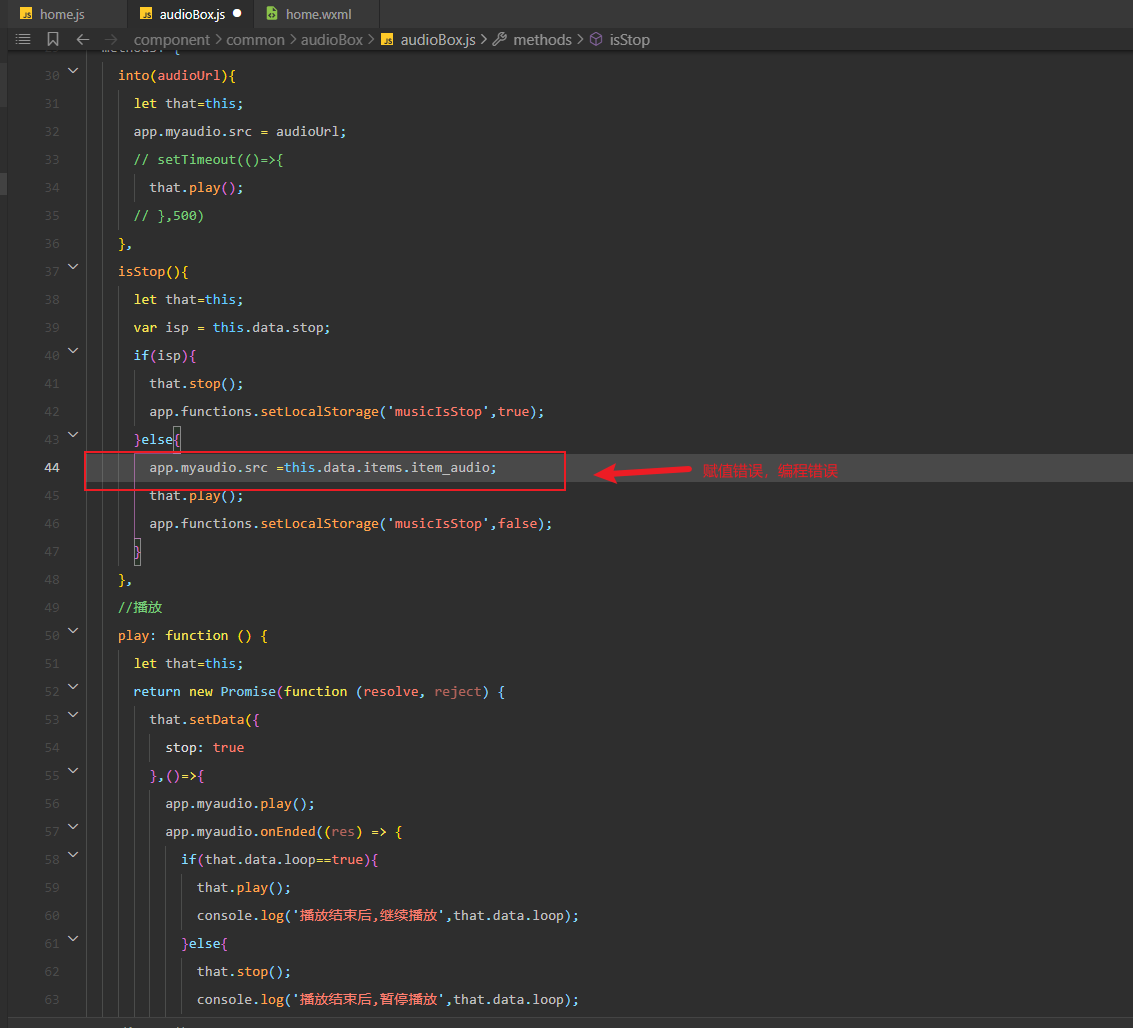 home.js audioBox.js home.wxml
component > common > audioBox > audioBox.js > methods > isStop
30 into(audioUrl){
31 let that=this;
32 app.myaudio.src = audioUrl;
33 // setTimeout(()=>{
34 that.play();
35 // },500)
36 },
37 isStop(){
38 let that=this;
39 var isp = this.data.stop;
40 if(isp){
41 that.stop();
42 app.functions.setLocalStorage('musicIsStop',true);
43 }else{
44 app.myaudio.src =this.data.items.item_audio; 赋值错误，编程错误
45 that.play();
46 app.functions.setLocalStorage('musicIsStop',false);
47 }
48 },
49 //播放
50 play: function () {
51 let that=this;
52 return new Promise(function (resolve, reject) {
53 that.setData({
54 stop: true
55 },()=>{
56 app.myaudio.play();
57 app.myaudio.onEnded((res) => {
58 if(that.data.loop==true){
59 that.play();
60 console.log('播放结束后,继续播放',that.data.loop);
61 }else{
62 that.stop();
63 console.log('播放结束后,暂停播放',that.data.loop);